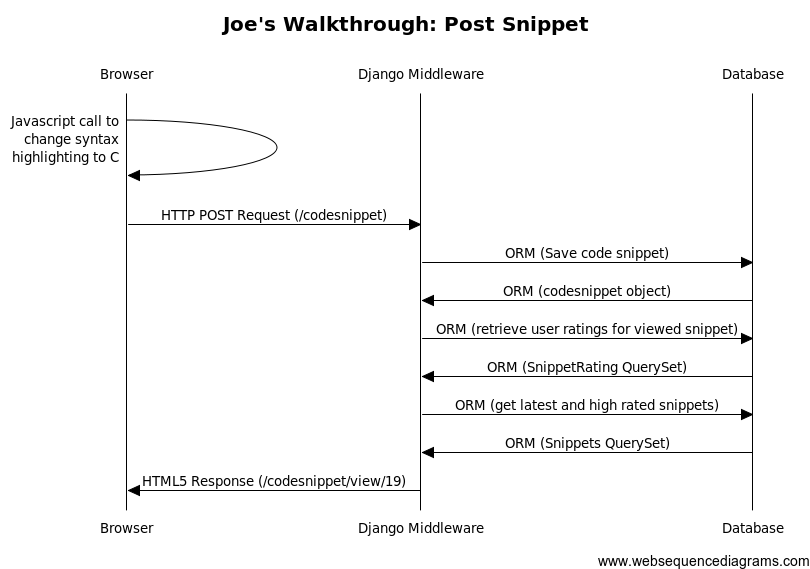 Joe's Walkthrough: Post Snippet
Browser
Django Middleware
Database
Javascript call to
change syntax
highlighting to C
HTTP POST Request (/codesnippet)
ORM (Save code snippet)
ORM (codesnippet object)
ORM (retrieve user ratings for viewed snippet)
ORM (SnippetRating QuerySet)
ORM (get latest and high rated snippets)
ORM (Snippets QuerySet)
HTML5 Response (/codesnippet/view/19)
Browser
Django Middleware
Database
www.websequencediagrams.com